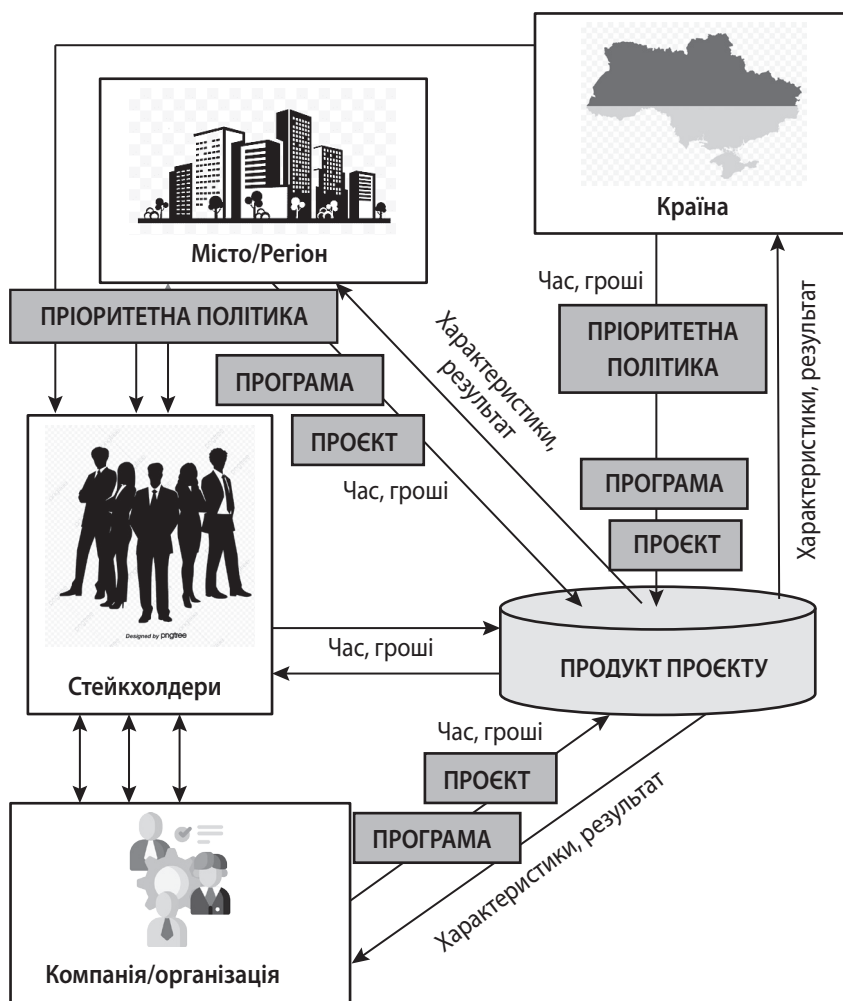 Країна
Місто/Регіон
Час, гроші
ПРІОРИТЕТНА ПОЛІТИКА
ПРІОРИТЕТНА
ПОЛІТИКА
Характеристики,
результат
Характеристики, результат
ПРОГРАМА
ПРОЄКТ
Час, гроші
ПРОГРАМА
ПРОЄКТ
Designed by pngtree
Стейкхолдери
Час, гроші
ПРОДУКТ ПРОЄКТУ
Час, гроші
ПРОЄКТ
ПРОГРАМА
Характеристики, результат
Компанія/організація